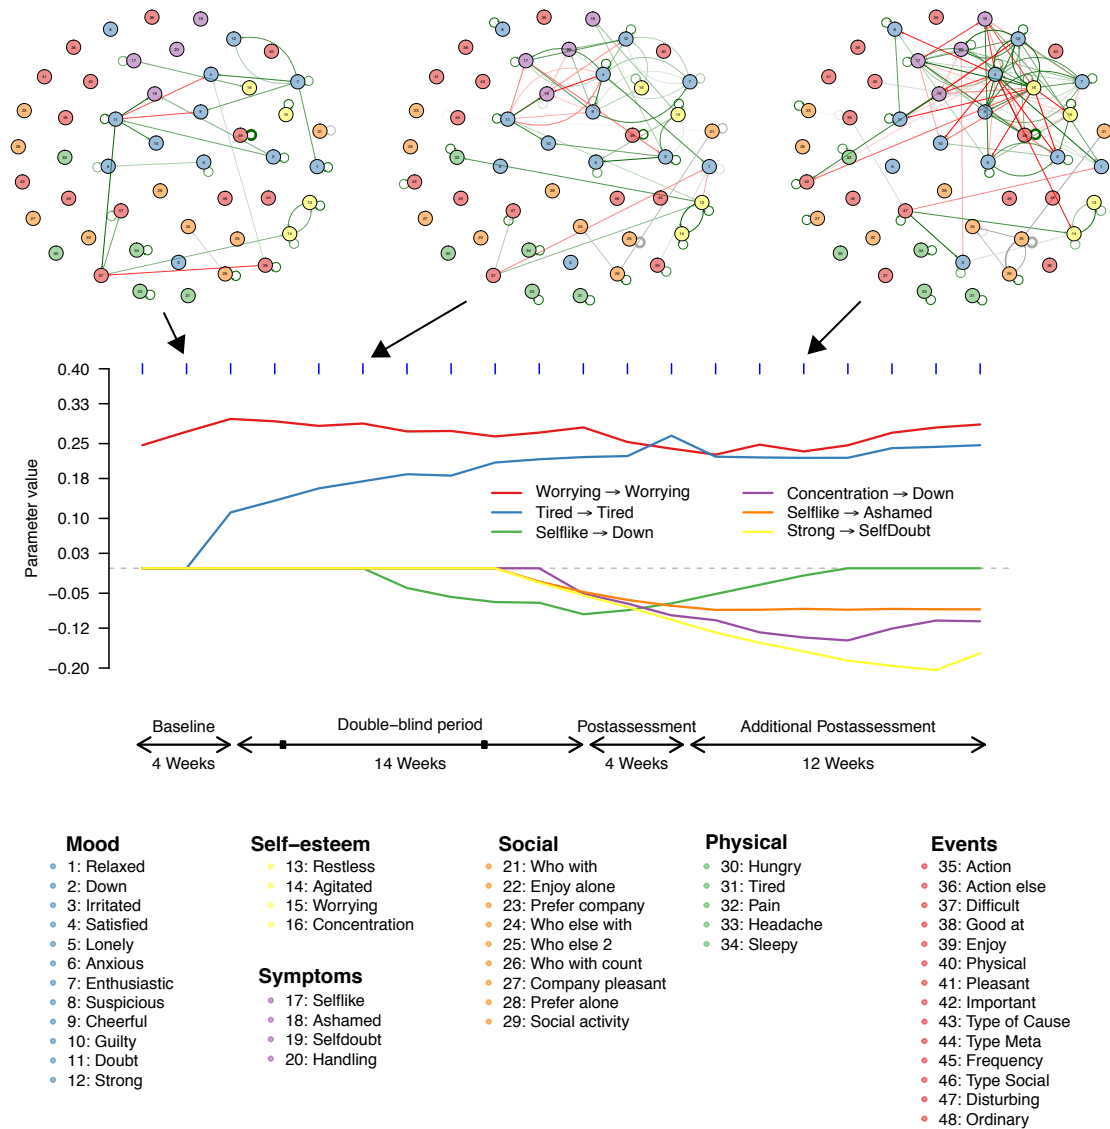 0.40
0.33
0.25
0.18
0.10
0.03
−0.05
−0.12
−0.20
Parameter value
Worrying → Worrying
Tired → Tired
Selflike → Down
Concentration → Down
Selflike → Ashamed
Strong → SelfDoubt
Baseline
Double−blind period
Postassessment
Additional Postassessment
4 Weeks
14 Weeks
4 Weeks
12 Weeks
Mood
1: Relaxed
2: Down
3: Irritated
4: Satisfied
5: Lonely
6: Anxious
7: Enthusiastic
8: Suspicious
9: Cheerful
10: Guilty
11: Doubt
12: Strong
Self−esteem
13: Restless
14: Agitated
15: Worrying
16: Concentration
Symptoms
17: Selflike
18: Ashamed
19: Selfdoubt
20: Handling
Social
21: Who with
22: Enjoy alone
23: Prefer company
24: Who else with
25: Who else 2
26: Who with count
27: Company pleasant
28: Prefer alone
29: Social activity
Physical
30: Hungry
31: Tired
32: Pain
33: Headache
34: Sleepy
Events
35: Action
36: Action else
37: Difficult
38: Good at
39: Enjoy
40: Physical
41: Pleasant
42: Important
43: Type of Cause
44: Type Meta
45: Frequency
46: Type Social
47: Disturbing
48: Ordinary